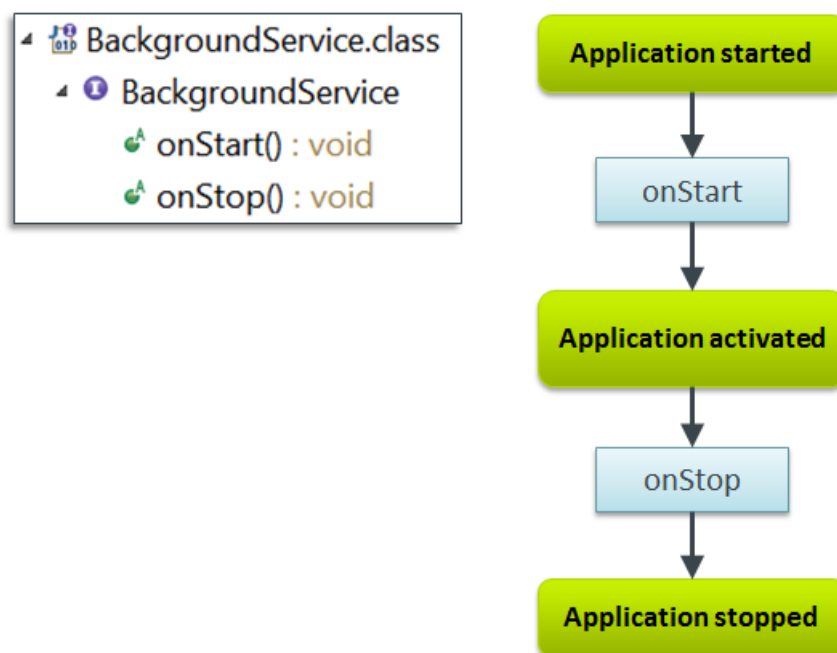 BackgroundService.class
BackgroundService
onStart() : void
onStop() : void
Application started
onStart
Application activated
onStop
Application stopped